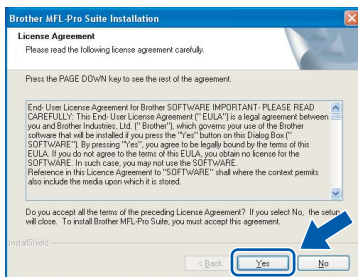 Brother MFL-Pro Suite Installation
License Agreement
Please read the following license agreement carefully.
Press the PAGE DOWN key to see the rest of the agreement.
End- User License Agreement for Brother SOFTWARE IMPORTANT- PLEASE READ
CAREFULLY: This End- User License Agreement (" EULA") is a legal agreement between
you and Brother Industries, Ltd. (" Brother"), which governs your use of the Brother
software that will be installed if you press the "Yes" button on this Dialog Box ("
SOFTWARE"). By pressing "Yes", you agree to be legally bound by the terms of this
EULA. If you do not agree to the terms of this EULA, you obtain no license for the
SOFTWARE. In such case, you may not use the SOFTWARE.
Reference in this Licence Agreement to "SOFTWARE" shall where the context permits
also include the media upon which it is stored.
Do you accept all the terms of the preceding License Agreement? If you select No, the setup
will close. To install Brother MFL-Pro Suite, you must accept this agreement.
InstallShield
< Back
Yes
No